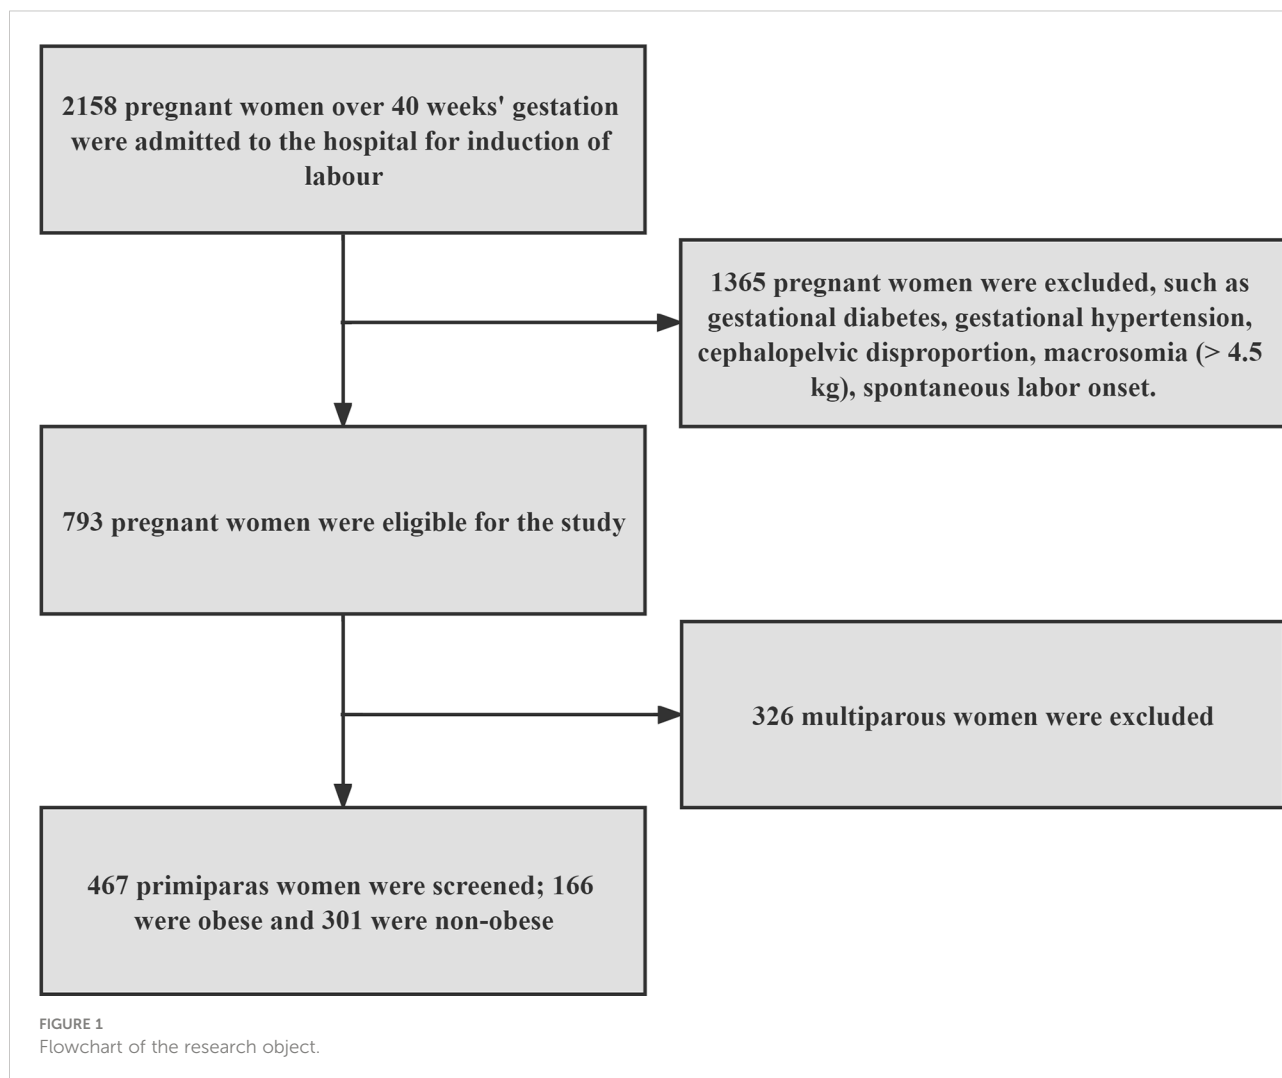 2158 pregnant women over 40 weeks' gestation
were admitted to the hospital for induction of
labour
1365 pregnant women were excluded, such as
gestational diabetes, gestational hypertension,
cephalopelvic disproportion, macrosomia (> 4.5
kg), spontaneous labor onset.
793 pregnant women were eligible for the study
326 multiparous women were excluded
467 primiparas women were screened; 166
were obese and 301 were non-obese
FIGURE 1
Flowchart of the research object.